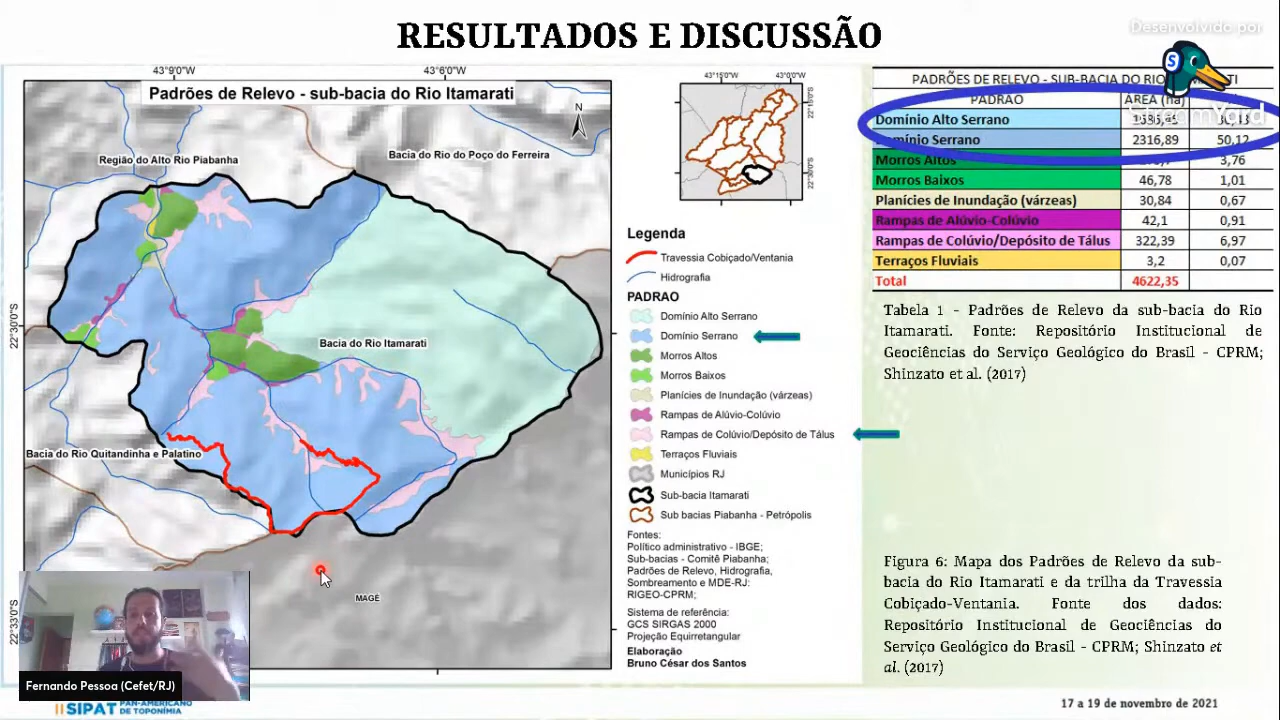 RESULTADOS E DISCUSSÃO
Desenvolvido por
StreamYard
43°9'0"W
43°6'0"W
Padrões de Relevo - sub-bacia do Rio Itamarati
N
Região do Alto Rio Piabanha
Bacia do Rio do Poço do Ferreira
Bacia do Rio Itamarati
Bacia do Rio Quitandinha e Palatino
MAGÉ
22°30'0"S
22°33'0"S
43°15'0"W
43°0'0"W
22°15'0"S
22°30'0"S
Legenda
Travessia Cobiçado/Ventania
Hidrografia
PADRAO
Domínio Alto Serrano
Domínio Serrano
Morros Altos
Morros Baixos
Planícies de Inundação (várzeas)
Rampas de Alúvio-Colúvio
Rampas de Colúvio/Depósito de Tálus
Terraços Fluviais
Municípios RJ
Sub-bacia Itamarati
Sub bacias Piabanha - Petrópolis
Fontes:
Político administrativo - IBGE;
Sub-bacias - Comitê Piabanha;
Padrões de Relevo, Hidrografia,
Sombreamento e MDE-RJ:
RIGEO-CPRM;
Sistema de referência:
GCS SIRGAS 2000
Projeção Equirretangular
Elaboração
Bruno César dos Santos
PADRÕES DE RELEVO - SUB-BACIA DO RIO
PADRÃO ÁREA (ha)
Domínio Alto Serrano
Domínio Serrano 2316,89 50,12
Morros Altos 3,76
Morros Baixos 46,78 1,01
Planícies de Inundação (várzeas) 30,84 0,67
Rampas de Alúvio-Colúvio 42,1 0,91
Rampas de Colúvio/Depósito de Tálus 322,39 6,97
Terraços Fluviais 3,2 0,07
Total 4622,35
Tabela 1 - Padrões de Relevo da sub-bacia do Rio
Itamarati. Fonte: Repositório Institucional de
Geociências do Serviço Geológico do Brasil - CPRM;
Shinzato et al. (2017)
Figura 6: Mapa dos Padrões de Relevo da sub-
bacia do Rio Itamarati e da trilha da Travessia
Cobiçado-Ventania. Fonte dos dados:
Repositório Institucional de Geociências do
Serviço Geológico do Brasil - CPRM; Shinzato et
al. (2017)
Fernando Pessoa (Cefet/RJ)
II SIPAT PAN-AMERICANO
DE TOPONÍMIA
17 a 19 de novembro de 2021